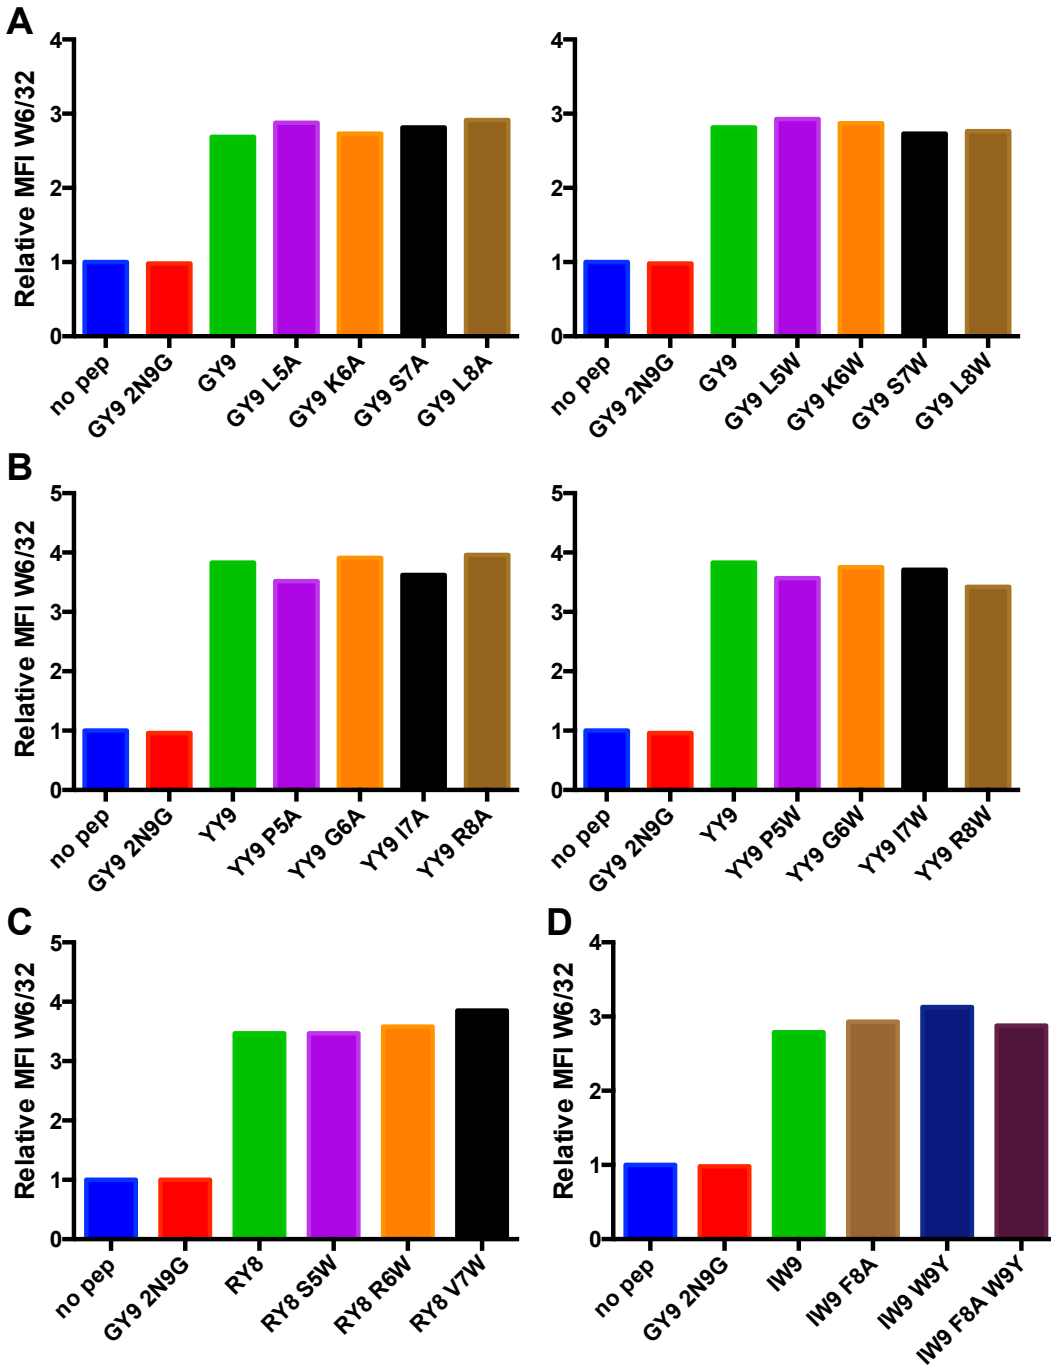 A
Relative MFI W6/32
4
3
2
1
0
no pep
GY9 2N9G
GY9
GY9 L5A
GY9 K6A
GY9 S7A
GY9 L8A
4
3
2
1
0
no pep
GY9 2N9G
GY9
GY9 L5W
GY9 K6W
GY9 S7W
GY9 L8W
B
Relative MFI W6/32
5
4
3
2
1
0
no pep
GY9 2N9G
YY9
YY9 P5A
YY9 G6A
YY9 I7A
YY9 R8A
5
4
3
2
1
0
no pep
GY9 2N9G
YY9
YY9 P5W
YY9 G6W
YY9 I7W
YY9 R8W
C
Relative MFI W6/32
5
4
3
2
1
0
no pep
GY9 2N9G
RY8
RY8 S5W
RY8 R6W
RY8 V7W
D
Relative MFI W6/32
4
3
2
1
0
no pep
GY9 2N9G
IW9
IW9 F8A
IW9 W9Y
IW9 F8A W9Y